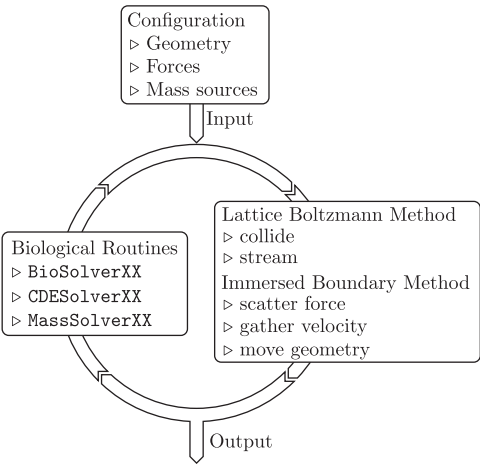 Configuration
▷ Geometry
▷ Forces
▷ Mass sources
Input
Lattice Boltzmann Method
▷ collide
▷ stream
Immersed Boundary Method
▷ scatter force
▷ gather velocity
▷ move geometry
Biological Routines
▷ BioSolverXX
▷ CDESolverXX
▷ MassSolverXX
Output